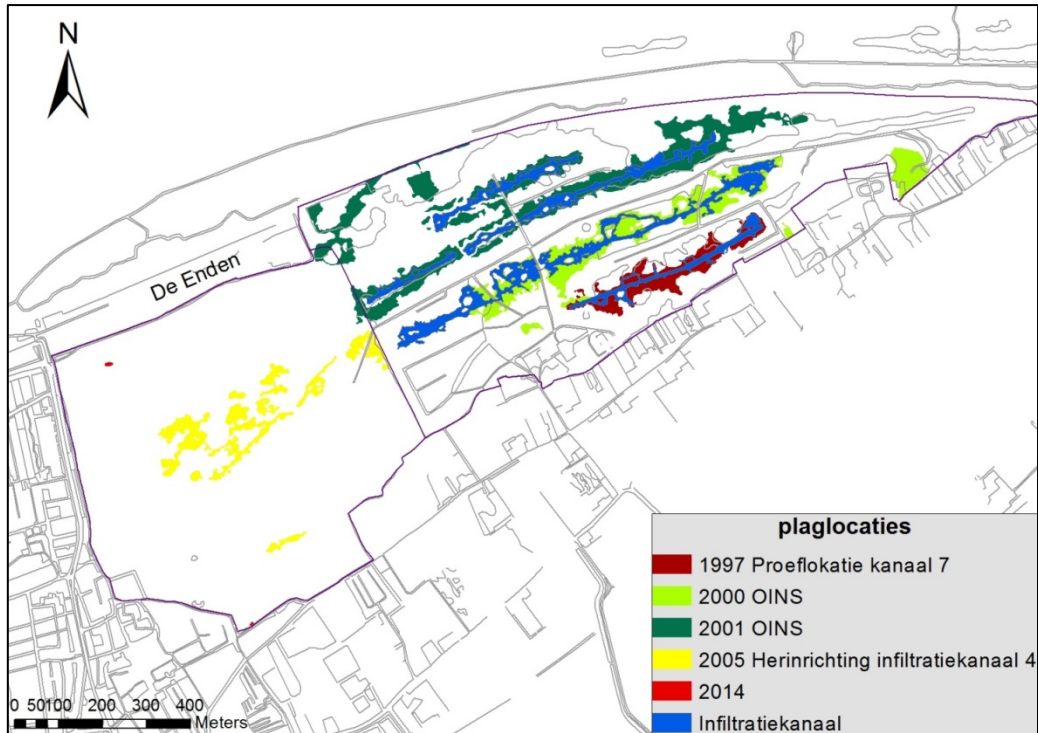 N
De Enden
plaglocaties
1997 Proeflokatie kanaal 7
2000 OINS
2001 OINS
2005 Herinrichting infiltratiekanaal 4
2014
Infiltratiekanaal
0 50100 200 300 400
Meters